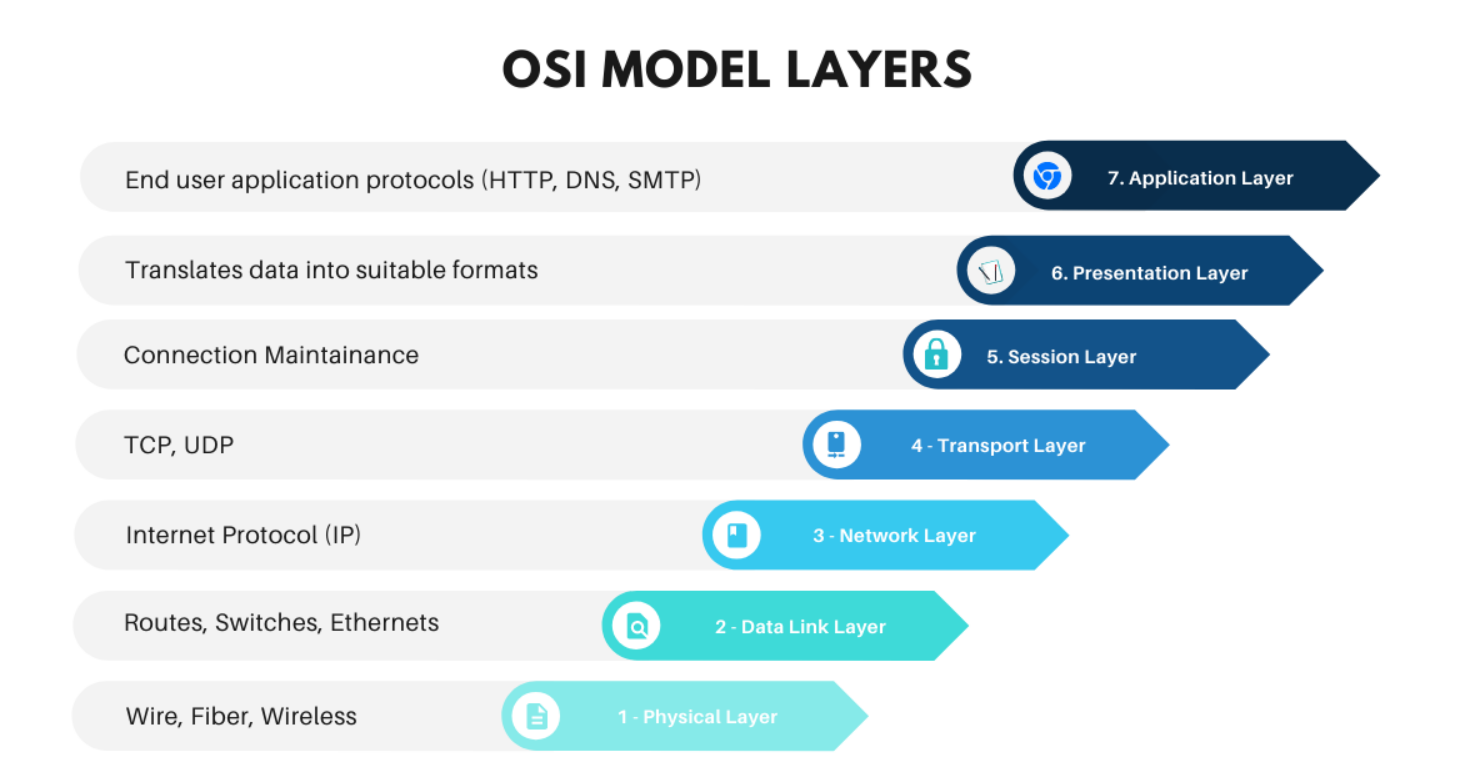 OSI MODEL LAYERS
End user application protocols (HTTP, DNS, SMTP)
7. Application Layer
Translates data into suitable formats
6. Presentation Layer
Connection Maintainance
5. Session Layer
TCP, UDP
4 - Transport Layer
Internet Protocol (IP)
3 - Network Layer
Routes, Switches, Ethernets
2 - Data Link Layer
Wire, Fiber, Wireless
1 - Physical Layer